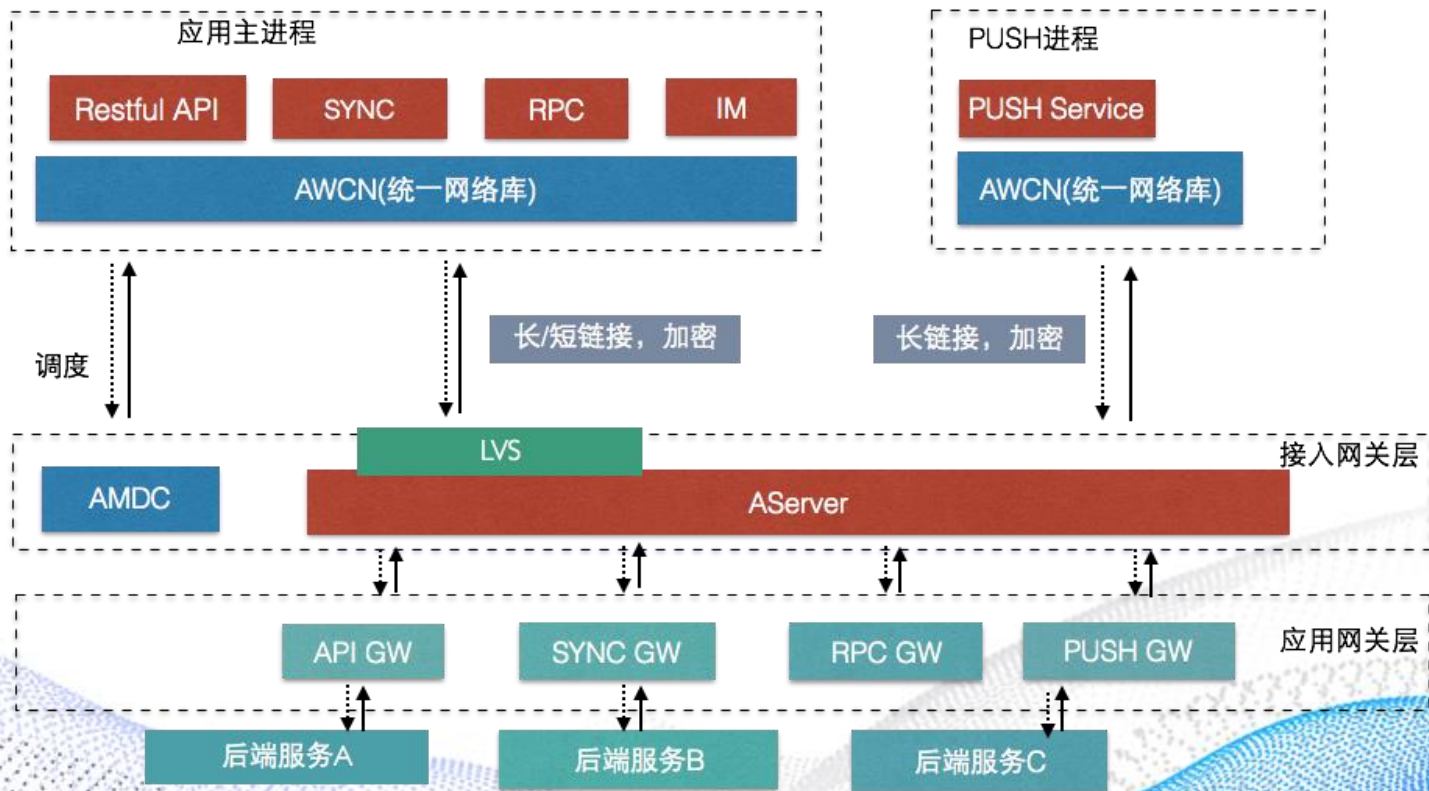 应用主进程
PUSH进程
Restful API
SYNC
RPC
IM
PUSH Service
AWCN(统一网络库)
AWCN(统一网络库)
调度
长/短链接，加密
长链接，加密
LVS
接入网关层
AMDC
AServer
API GW
SYNC GW
RPC GW
PUSH GW
应用网关层
后端服务A
后端服务B
后端服务C